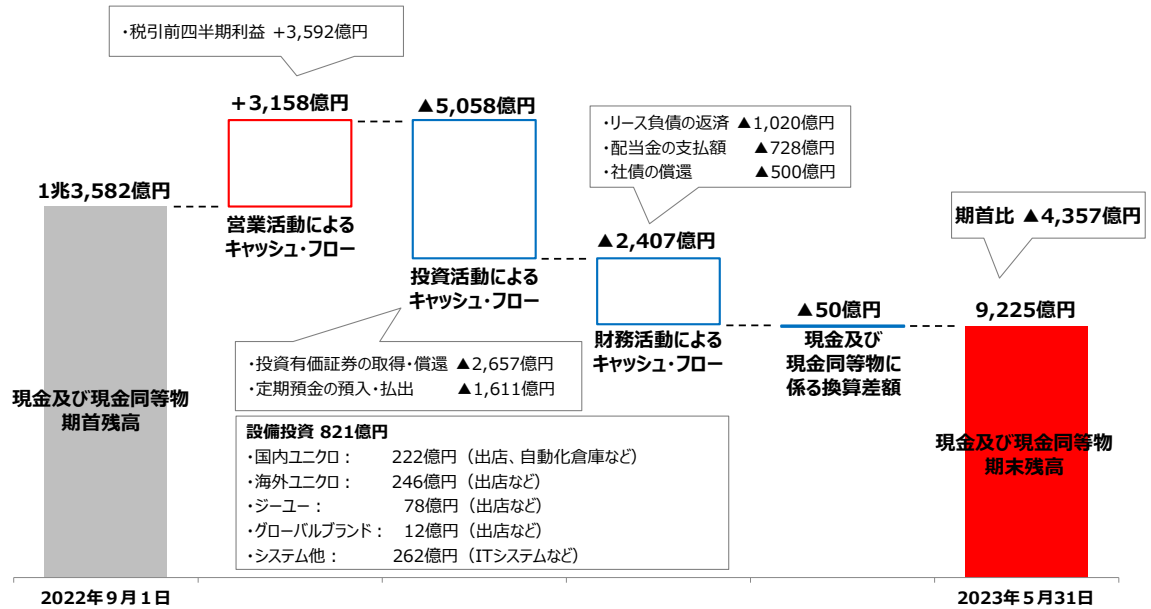 ・税引前四半期利益 +3,592億円
+3,158億円
▲5,058億円
・リース負債の返済 ▲1,020億円
・配当金の支払額 ▲728億円
・社債の償還 ▲500億円
1兆3,582億円
期首比 ▲4,357億円
営業活動による
キャッシュ・フロー
▲2,407億円
投資活動による
キャッシュ・フロー
▲50億円
9,225億円
財務活動による
キャッシュ・フロー
現金及び
現金同等物に
係る換算差額
・投資有価証券の取得・償還 ▲2,657億円
・定期預金の預入・払出 ▲1,611億円
現金及び現金同等物
期首残高
設備投資 821億円
・国内ユニクロ： 222億円（出店、自動化倉庫など）
・海外ユニクロ： 246億円（出店など）
・ジーユー： 78億円（出店など）
・グローバルブランド： 12億円（出店など）
・システム他： 262億円（ITシステムなど）
現金及び現金同等物
期末残高
2022年９月１日
2023年５月31日